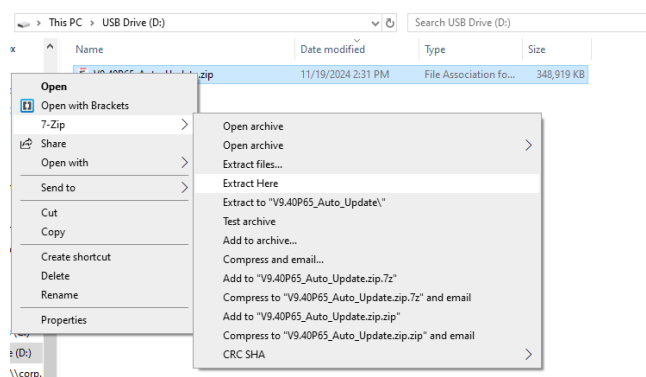 This PC > USB Drive (D:)
Search USB Drive (D:)
Name
Date modified
Type
Size
V9.40P65_Auto_Update.zip
11/19/2024 2:31 PM
File Association fo...
348,919 KB
Open
Open with Brackets
7-Zip
Share
Open with
Send to
Cut
Copy
Create shortcut
Delete
Rename
Properties
Open archive
Open archive
Extract files...
Extract Here
Extract to "V9.40P65_Auto_Update\"
Test archive
Add to archive...
Compress and email...
Add to "V9.40P65_Auto_Update.zip.7z"
Compress to "V9.40P65_Auto_Update.zip.7z" and email
Add to "V9.40P65_Auto_Update.zip.zip"
Compress to "V9.40P65_Auto_Update.zip.zip" and email
CRC SHA
(D:)
\\corp.